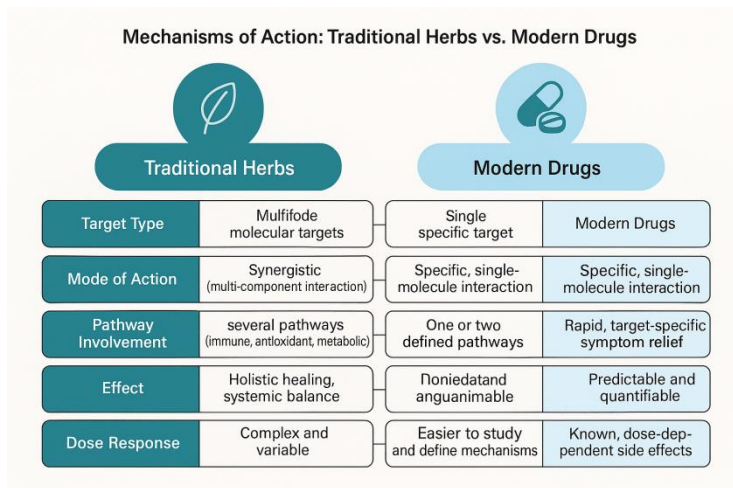 Mechanisms of Action: Traditional Herbs vs. Modern Drugs
Traditional Herbs
Modern Drugs
Target Type
Multifode
molecular targets
Single
specific target
Modern Drugs
Mode of Action
Synergistic
(multi-component interaction)
Specific, single-
molecule interaction
Specific, single-
molecule interaction
Pathway
Involvement
several pathways
(immune, antloxidant, metabolic)
One or two
defined pathways
Rapid, target-specific
symptom relief
Effect
Holistic healing,
systemic balance
Ποniedatand
anguanimable
Predictable and
quantifiable
Dose Response
Complex and
variable
Easier to study
and define mechanisms
Known, dose-dep-
pendent side effects